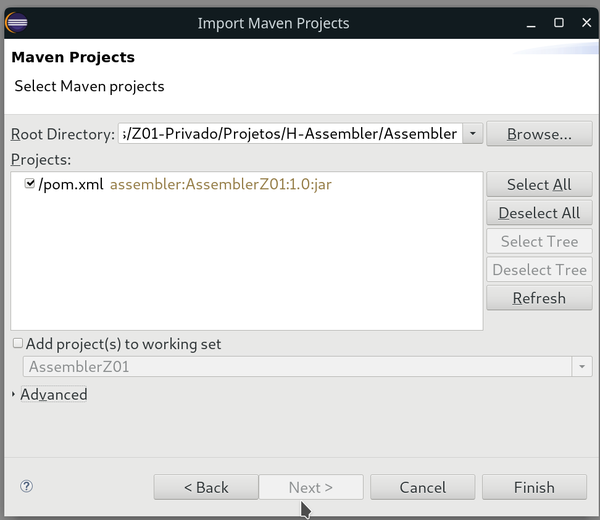 Import Maven Projects
Maven Projects
Select Maven projects
Root Directory: ;/Z01-Privado/Projetos/H-Assembler/Assembler Browse...
Projects:
/pom.xml assembler:AssemblerZ01:1.0:jar
Select All
Deselect All
Select Tree
Deselect Tree
Refresh
Add project(s) to working set
AssemblerZ01
Advanced
? < Back Next > Cancel Finish